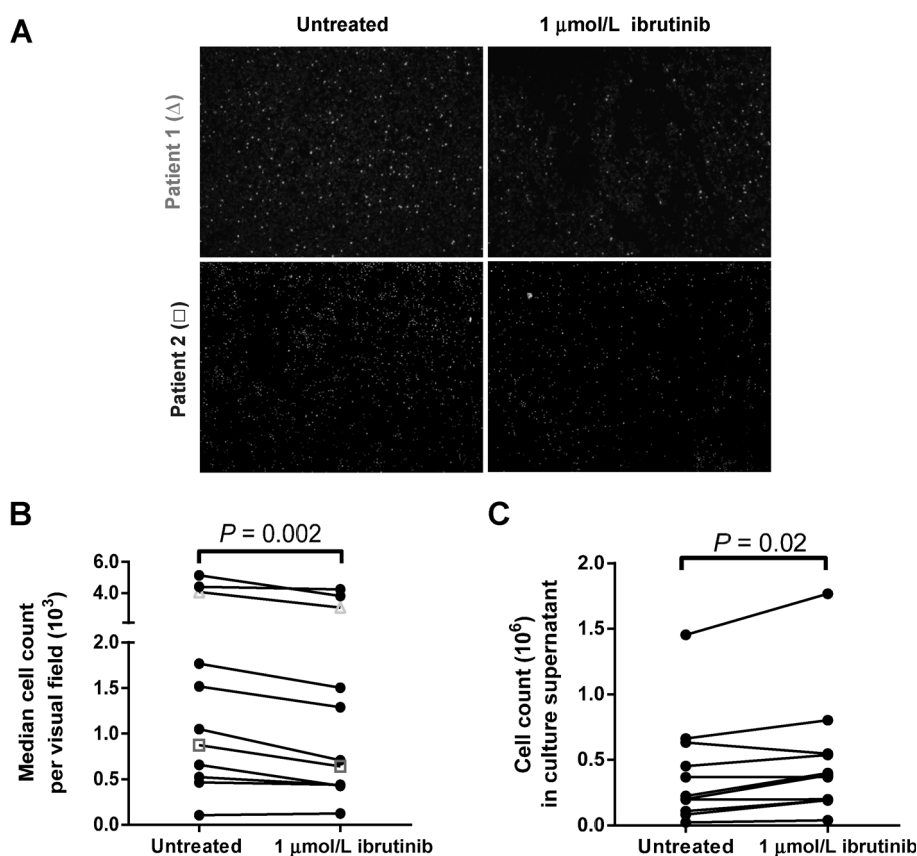 A
Untreated
1 μmol/L ibrutinib
Patient 1 (Δ)
Patient 2 (□)
B
P = 0.002
6.0
4.0
2.0
1.5
1.0
0.5
0.0
Median cell count
per visual field (10³)
Untreated
1 μmol/L ibrutinib
C
P = 0.02
2.0
1.5
1.0
0.5
0.0
Cell count (10⁶)
in culture supernatant
Untreated
1 μmol/L ibrutinib